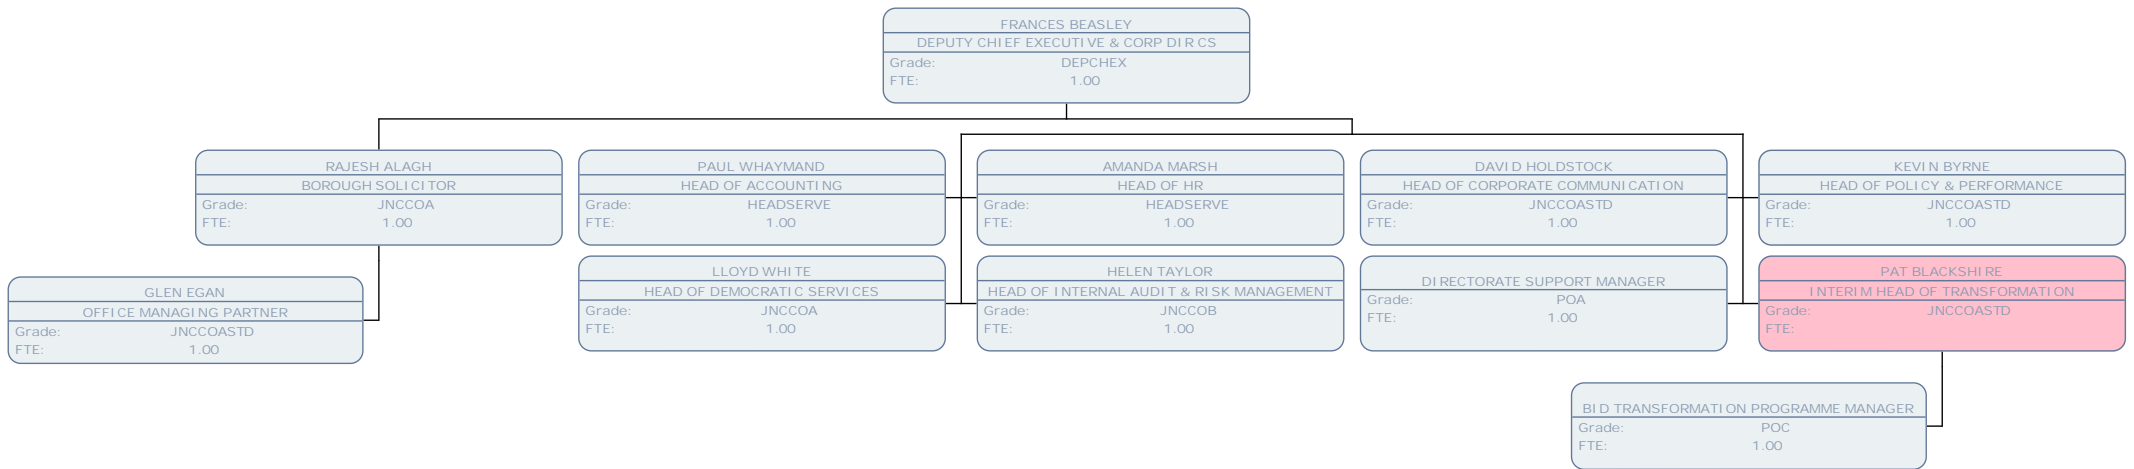 FRANCES BEASLEY
DEPUTY CHIEF EXECUTIVE & CORP DIR CS
Grade: DEPCHEX
FTE: 1.00
RAJESH ALAGH
BOROUGH SOLICITOR
Grade: JNCCOA
FTE: 1.00
PAUL WHAYMAND
HEAD OF ACCOUNTING
Grade: HEADSERVE
FTE: 1.00
AMANDA MARSH
HEAD OF HR
Grade: HEADSERVE
FTE: 1.00
DAVID HOLDSTOCK
HEAD OF CORPORATE COMMUNICATION
Grade: JNCCOASTD
FTE: 1.00
KEVIN BYRNE
HEAD OF POLICY & PERFORMANCE
Grade: JNCCOASTD
FTE: 1.00
GLEN EGAN
OFFICE MANAGING PARTNER
Grade: JNCCOASTD
FTE: 1.00
LLOYD WHITE
HEAD OF DEMOCRATIC SERVICES
Grade: JNCCOA
FTE: 1.00
HELEN TAYLOR
HEAD OF INTERNAL AUDIT & RISK MANAGEMENT
Grade: JNCCOB
FTE: 1.00
DIRECTORATE SUPPORT MANAGER
Grade: POA
FTE: 1.00
PAT BLACKSHIRE
INTERIM HEAD OF TRANSFORMATION
Grade: JNCCOASTD
FTE:
BID TRANSFORMATION PROGRAMME MANAGER
Grade: POC
FTE: 1.00